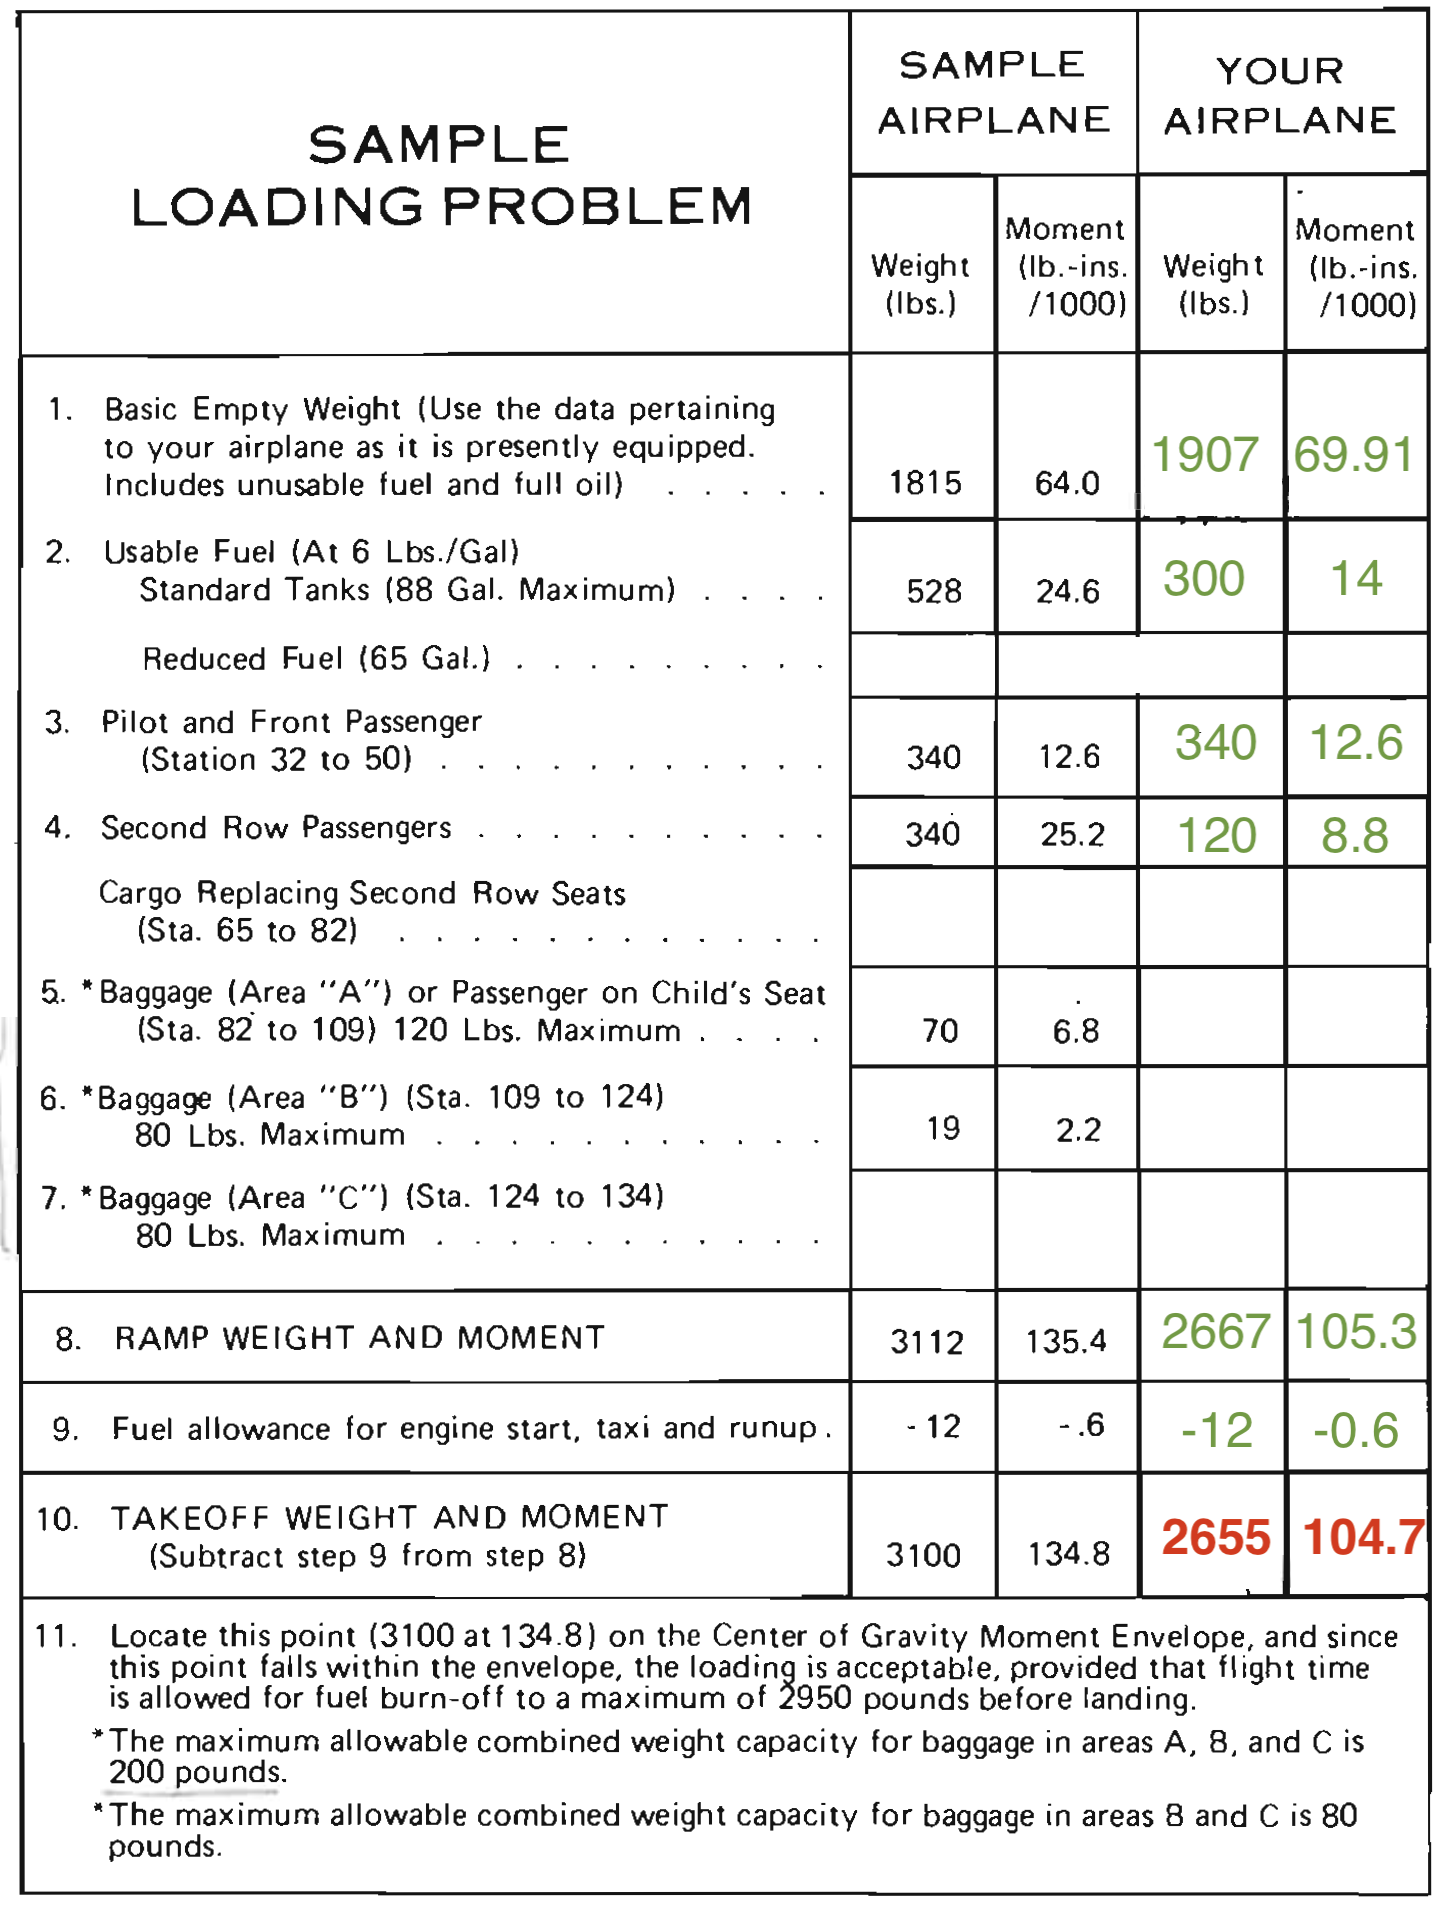 SAMPLE
LOADING PROBLEM
SAMPLE
AIRPLANE
YOUR
AIRPLANE
Weight
(lbs.)
Moment
(lb.-ins.
/1000)
Weight
(lbs.)
Moment
(lb.-ins.
/1000)
1. Basic Empty Weight (Use the data pertaining
to your airplane as it is presently equipped.
Includes unusable fuel and full oil) . . . . . 1815 64.0 1907 69.91
2. Usable Fuel (At 6 Lbs./Gal)
Standard Tanks (88 Gal. Maximum) . . . . 528 24.6 300 14
Reduced Fuel (65 Gal.) . . . . . . . . .
3. Pilot and Front Passenger
(Station 32 to 50) . . . . . . . . . . . 340 12.6 340 12.6
4. Second Row Passengers . . . . . . . . . . 340 25.2 120 8.8
Cargo Replacing Second Row Seats
(Sta. 65 to 82) . . . . . . . . . . . .
5. *Baggage (Area "A") or Passenger on Child's Seat
(Sta. 82 to 109) 120 Lbs. Maximum . . . . 70 6.8
6. *Baggage (Area "B") (Sta. 109 to 124)
80 Lbs. Maximum . . . . . . . . . . . 19 2.2
7. *Baggage (Area "C") (Sta. 124 to 134)
80 Lbs. Maximum . . . . . . . . . . .
8. RAMP WEIGHT AND MOMENT 3112 135.4 2667 105.3
9. Fuel allowance for engine start, taxi and runup . -12 -.6 -12 -0.6
10. TAKEOFF WEIGHT AND MOMENT
(Subtract step 9 from step 8) 3100 134.8 2655 104.7
11. Locate this point (3100 at 134.8) on the Center of Gravity Moment Envelope, and since
this point falls within the envelope, the loading is acceptable, provided that flight time
is allowed for fuel burn-off to a maximum of 2950 pounds before landing.
*The maximum allowable combined weight capacity for baggage in areas A, B, and C is
200 pounds.
*The maximum allowable combined weight capacity for baggage in areas B and C is 80
pounds.